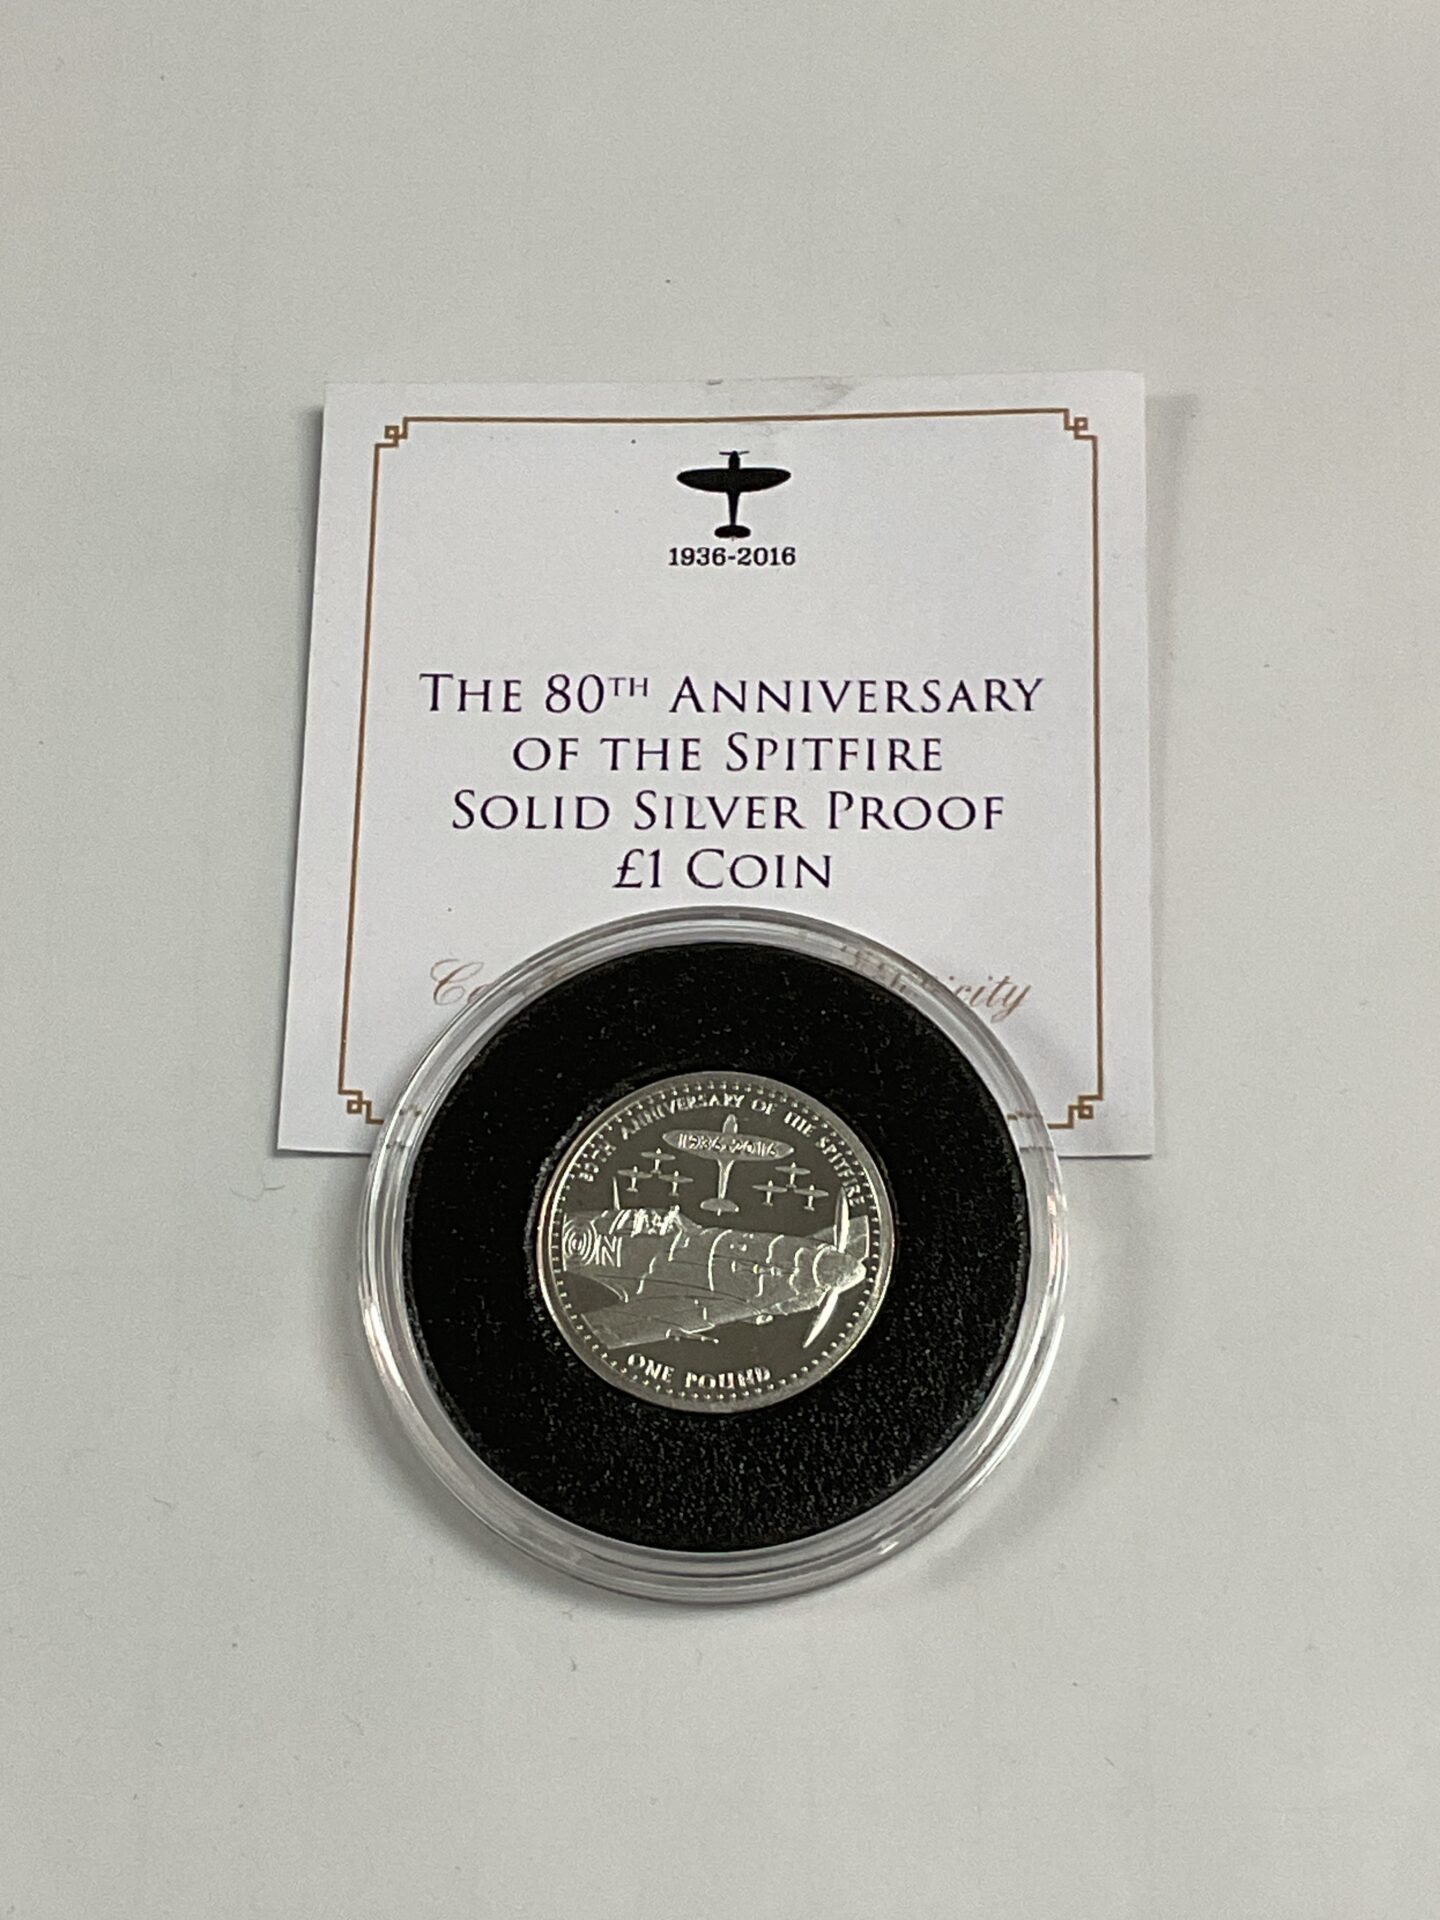 1936-2016
THE 80TH ANNIVERSARY
OF THE SPITFIRE
SOLID SILVER PROOF
£1 COIN
80TH ANNIVERSARY OF THE SPITFIRE
1936-2016
N
ONE POUND